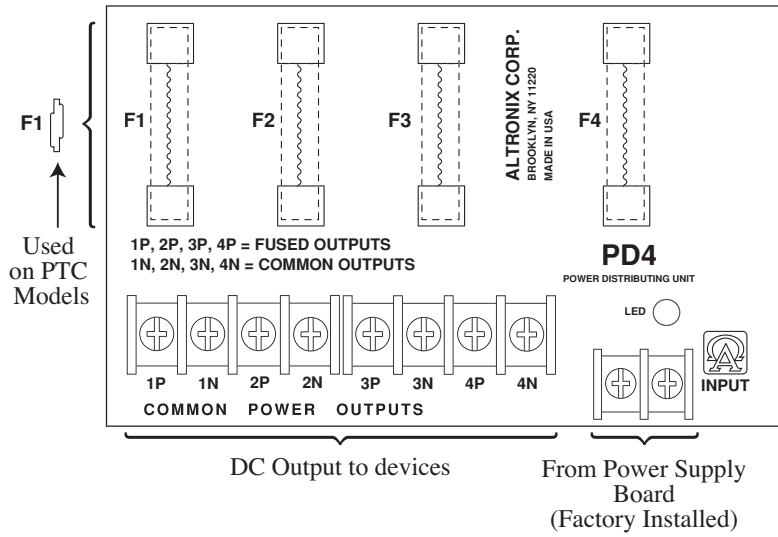 F1
F1
F2
F3
ALTRONIX CORP.
BROOKLYN, NY 11220
MADE IN USA
F4
Used
on PTC
Models
1P, 2P, 3P, 4P = FUSED OUTPUTS
1N, 2N, 3N, 4N = COMMON OUTPUTS
PD4
POWER DISTRIBUTING UNIT
LED
1P 1N 2P 2N 3P 3N 4P 4N
INPUT
COMMON POWER OUTPUTS
DC Output to devices
From Power Supply
Board
(Factory Installed)